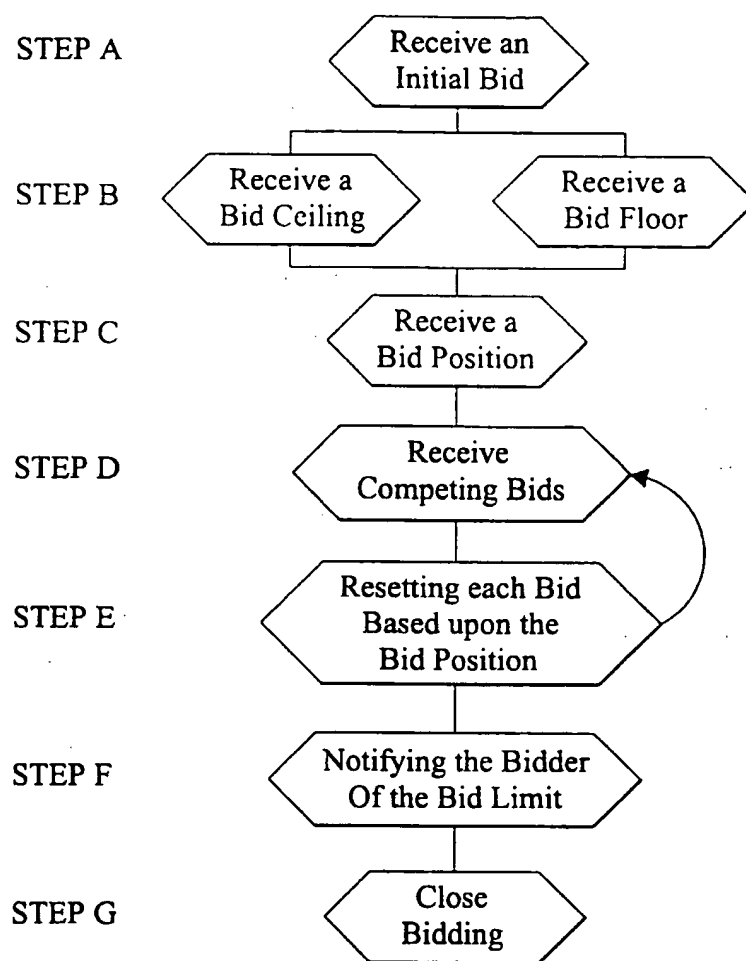 STEP A
Receive an
Initial Bid
STEP B
Receive a
Bid Ceiling
Receive a
Bid Floor
STEP C
Receive a
Bid Position
STEP D
Receive
Competing Bids
STEP E
Resetting each Bid
Based upon the
Bid Position
STEP F
Notifying the Bidder
Of the Bid Limit
STEP G
Close
Bidding